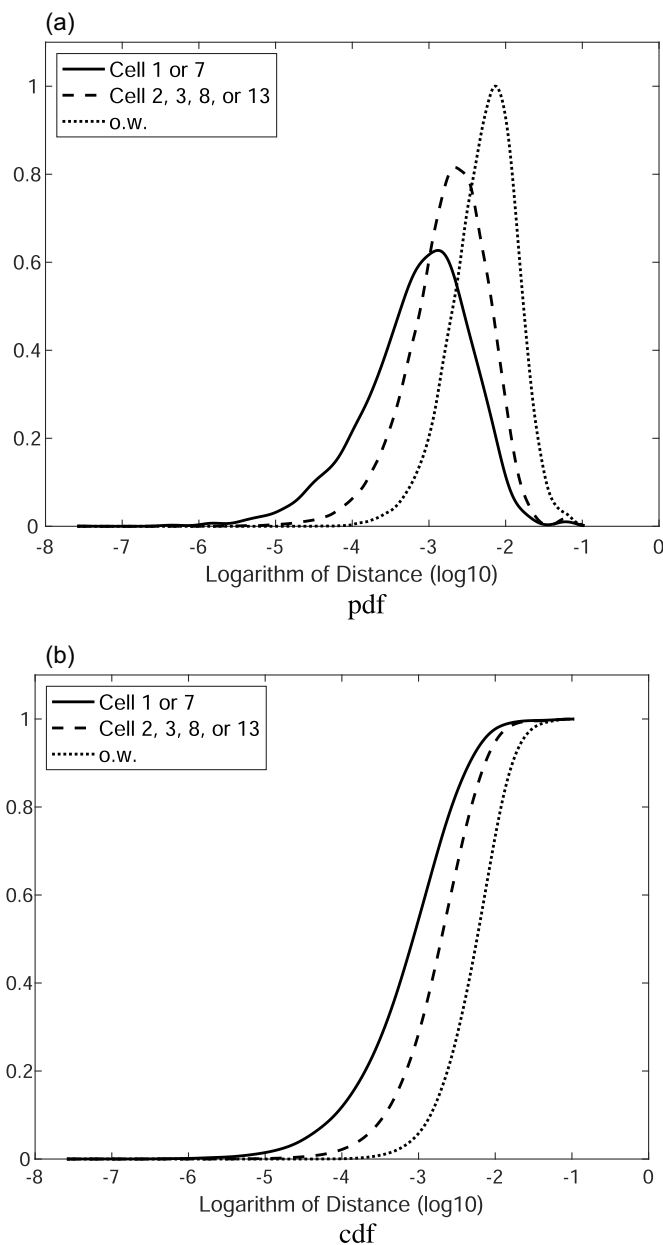 (a)
Cell 1 or 7
Cell 2, 3, 8, or 13
o.w.
1
0.8
0.6
0.4
0.2
0
-8 -7 -6 -5 -4 -3 -2 -1 0
Logarithm of Distance (log10)
pdf
(b)
Cell 1 or 7
Cell 2, 3, 8, or 13
o.w.
1
0.8
0.6
0.4
0.2
0
-8 -7 -6 -5 -4 -3 -2 -1 0
Logarithm of Distance (log10)
cdf